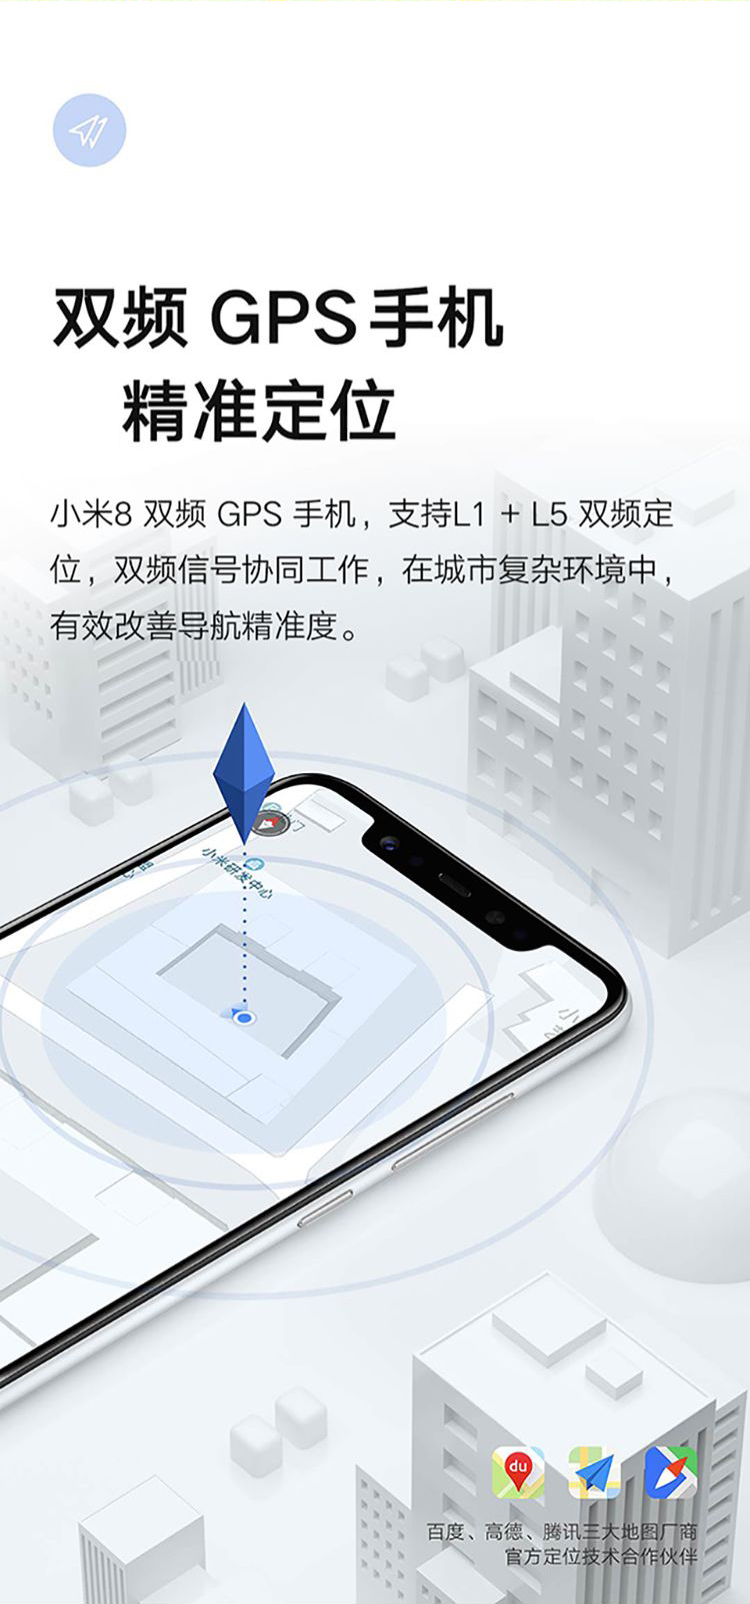 双频 GPS手机
精准定位
小米8 双频 GPS 手机，支持L1 + L5 双频定
位，双频信号协同工作，在城市复杂环境中，
有效改善导航精准度。
小米研发中心
du
百度、高德、腾讯三大地图厂商
官方定位技术合作伙伴